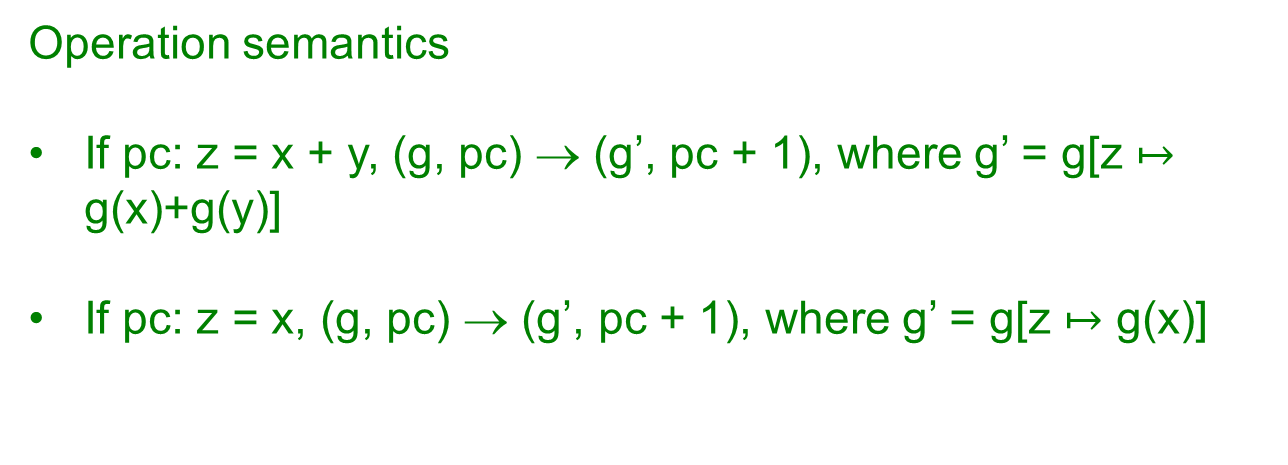 Operation semantics
• If pc: z = x + y, (g, pc) → (g’, pc + 1), where g’ = g[z ↦
g(x)+g(y)]
• If pc: z = x, (g, pc) → (g’, pc + 1), where g’ = g[z ↦ g(x)]